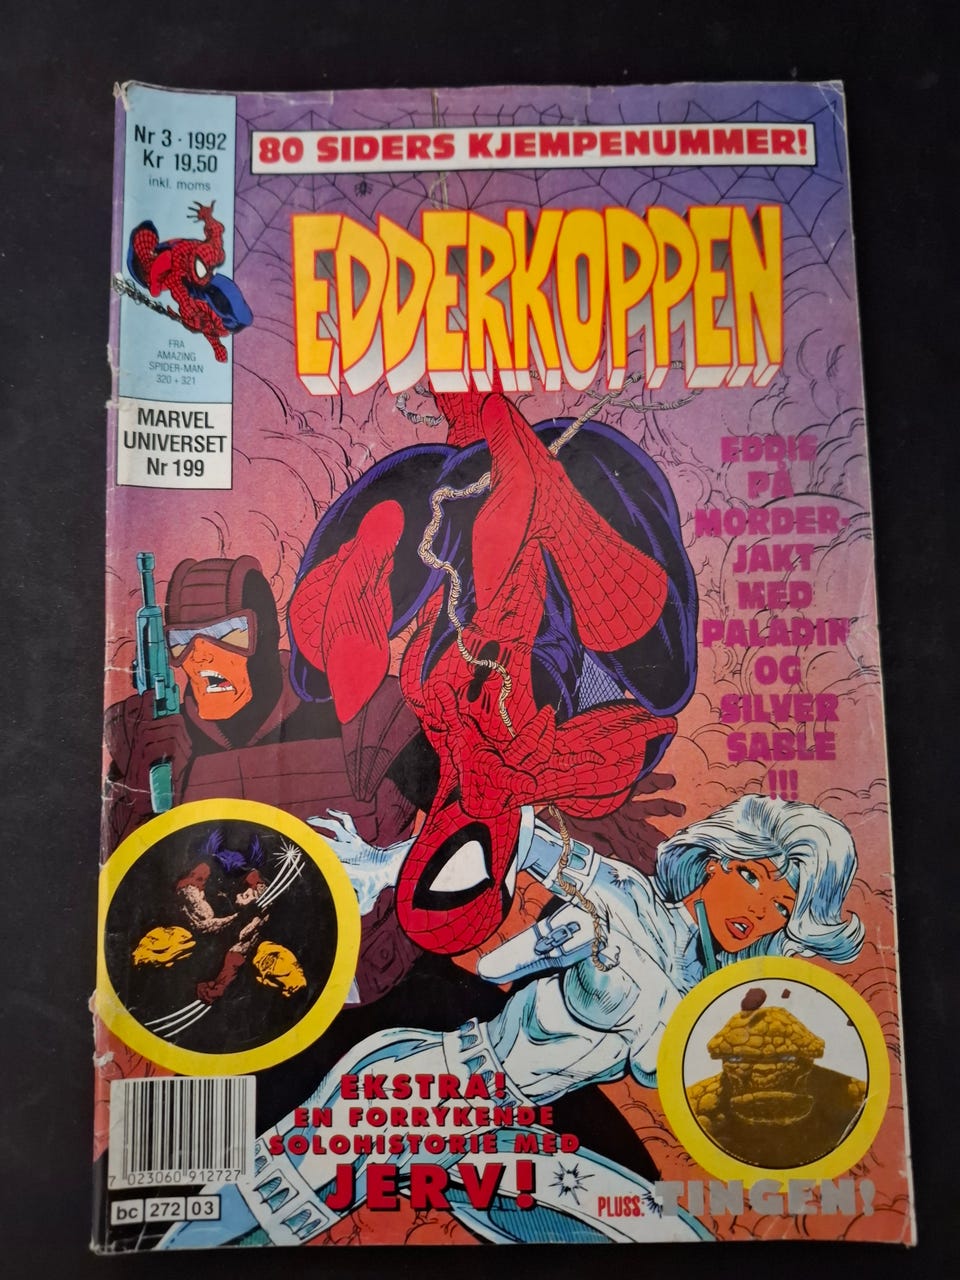 Nr 3 · 1992
Kr 19,50
inkl. moms
FRA
AMAZING
SPIDER-MAN
320 + 321
MARVEL
UNIVERSET
Nr 199
80 SIDERS KJEMPENUMMER!
EDDERKOPPEN
EDDIE
PÅ
MORDER-
JAKT
MED
PALADIN
OG
SILVER
SABLE
!!!
EKSTRA!
EN FORRYKENDE
SOLOHISTORIE MED
JERV!
PLUSS: TINGEN!
7 023060 912727
bc 272 03